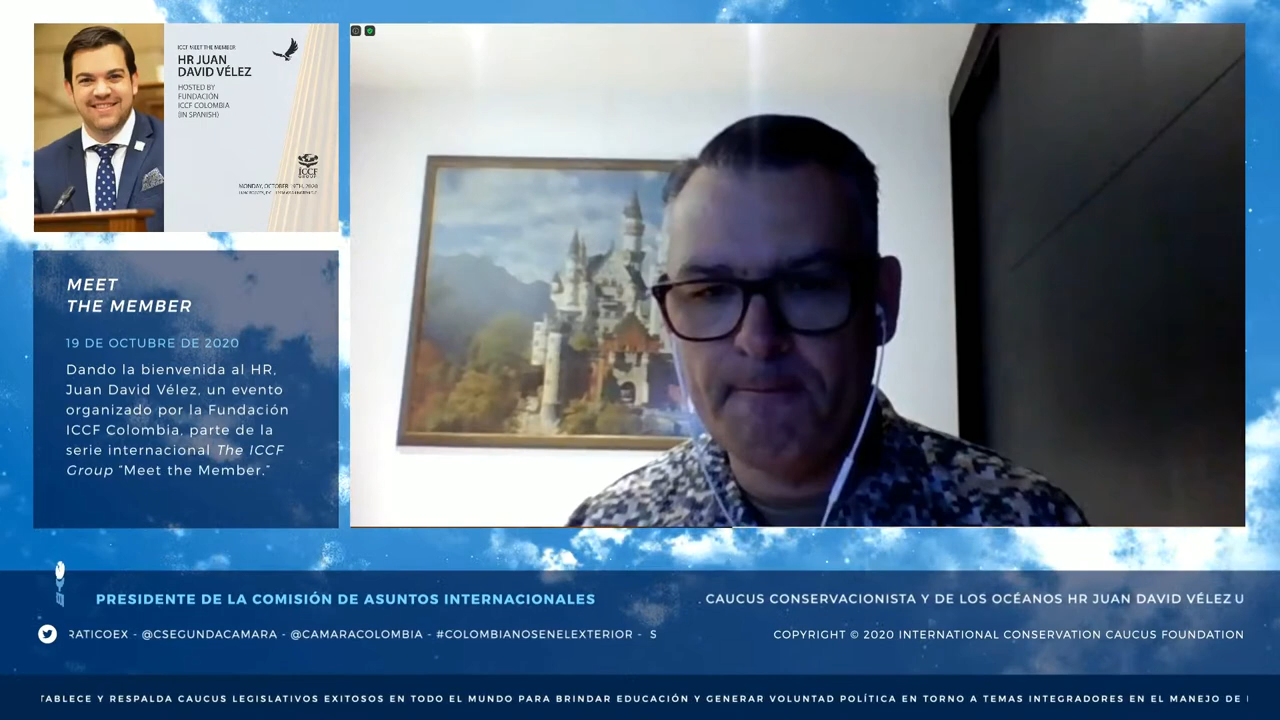 ICCF MEET THE MEMBER
HR JUAN
DAVID VÉLEZ
HOSTED BY
FUNDACIÓN
ICCF COLOMBIA
(IN SPANISH)
ICCF
GROUP
MONDAY, OCTOBER 19TH, 2020
MEET
THE MEMBER
19 DE OCTUBRE DE 2020
Dando la bienvenida al HR,
Juan David Vélez, un evento
organizado por la Fundación
ICCF Colombia, parte de la
serie internacional The ICCF
Group "Meet the Member."
PRESIDENTE DE LA COMISIÓN DE ASUNTOS INTERNACIONALES
. CAUCUS CONSERVACIONISTA Y DE LOS OCÉANOS HR JUAN DAVID VÉLEZ U
RATICOEX - @CSEGUNDACAMARA - @CAMARACOLOMBIA - #COLOMBIANOSENELEXTERIOR - S
COPYRIGHT © 2020 INTERNATIONAL CONSERVATION CAUCUS FOUNDATION
TABLECE Y RESPALDA CAUCUS LEGISLATIVOS EXITOSOS EN TODO EL MUNDO PARA BRINDAR EDUCACIÓN Y GENERAR VOLUNTAD POLÍTICA EN TORNO A TEMAS INTEGRADORES EN EL MANEJO DE